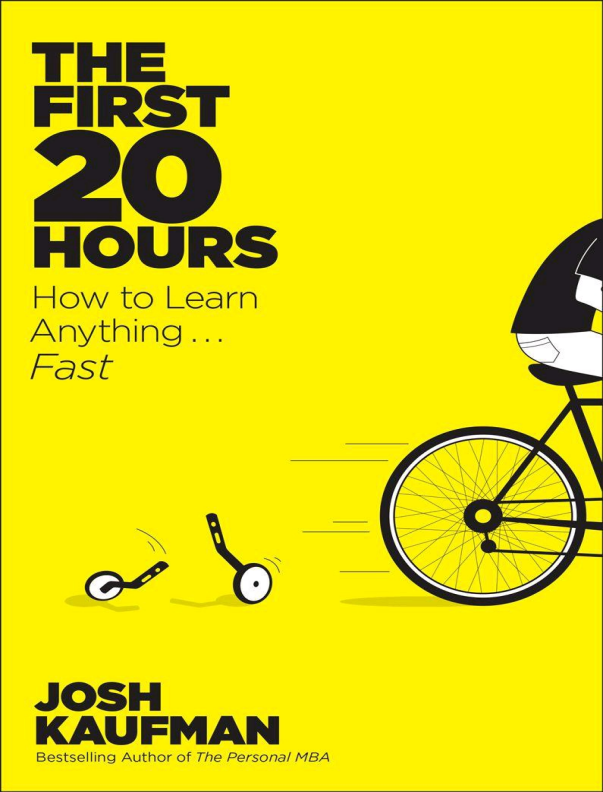 THE
FIRST
20
HOURS
How to Learn
Anything...
Fast
JOSH
KAUFMAN
Bestselling Author of The Personal MBA